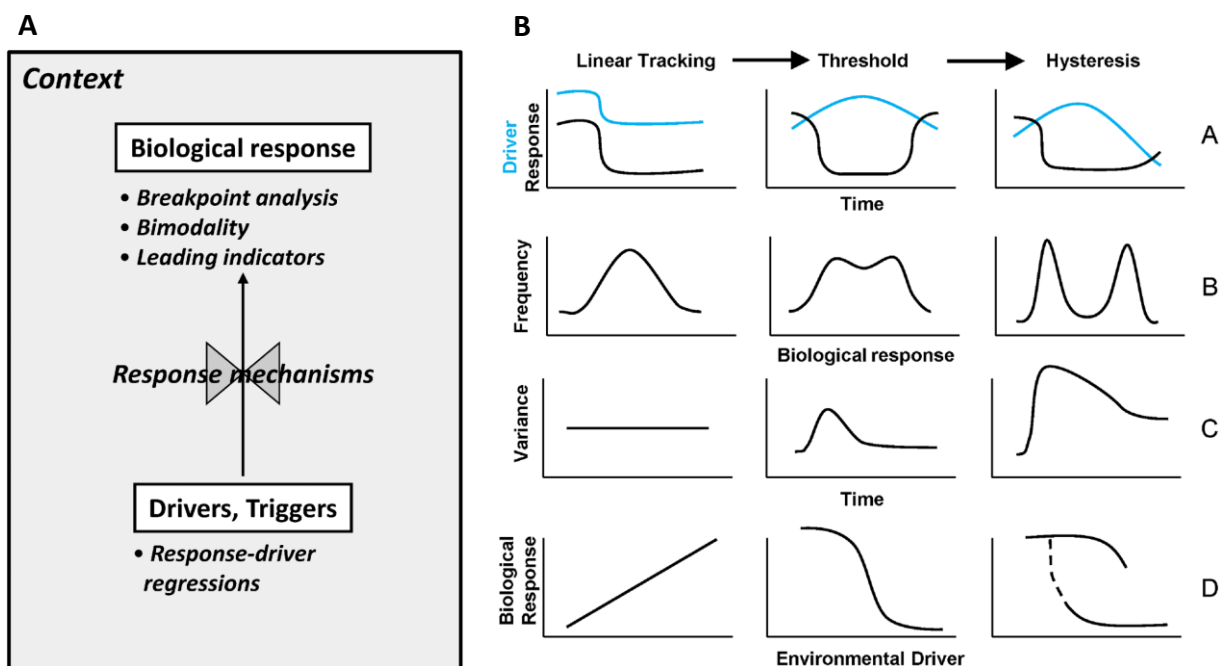 A
Context
Biological response
• Breakpoint analysis
• Bimodality
• Leading indicators
Response mechanisms
Drivers, Triggers
• Response-driver
regressions
B
Linear Tracking
Threshold
Hysteresis
Driver
Response
Time
A
Frequency
Biological response
B
Variance
Time
C
Biological
Response
Environmental Driver
D